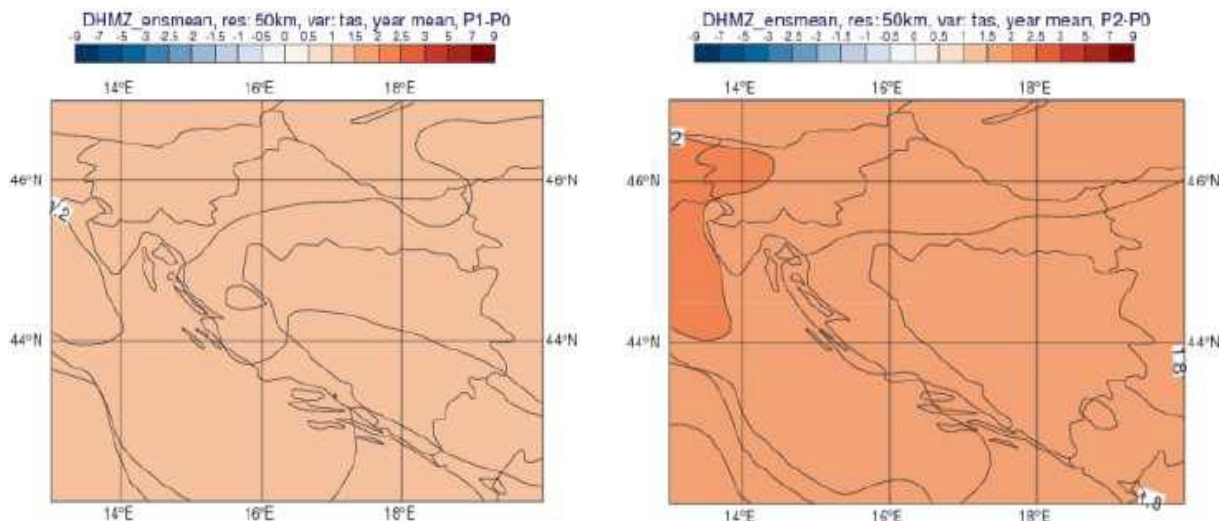 DHMZ_ensmean, res: 50km, var: tas, year mean, P1-P0
-9 -7 -5 -3 -2.5 -2 -1.5 -1 -0.5 0 0.5 1 1.5 2 2.5 3 5 7 9
14°E 16°E 18°E
46°N 46°N
44°N 44°N
14°E 16°E 18°E
DHMZ_ensmean, res: 50km, var: tas, year mean, P2-P0
-9 -7 -5 -3 -2.5 -2 -1.5 -1 -0.5 0 0.5 1 1.5 2 2.5 3 5 7 9
14°E 16°E 18°E
2
46°N 46°N
44°N 44°N
1.8
1.8
14°E 16°E 18°E